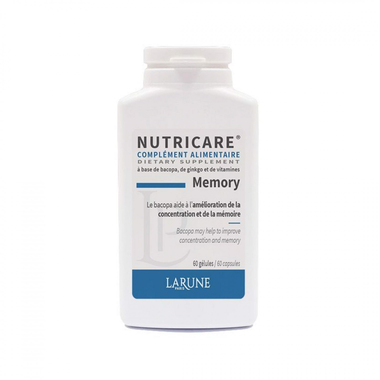 NUTRICARE®
COMPLÉMENT ALIMENTAIRE
DIETARY SUPPLEMENT
à base de bacopa, de ginkgo et de vitamines
Memory
Le bacopa aide à l'amélioration de la
concentration et de la mémoire
Bacopa may help to improve
concentration and memory
60 gélules / 60 capsules
LARUNE
PARIS